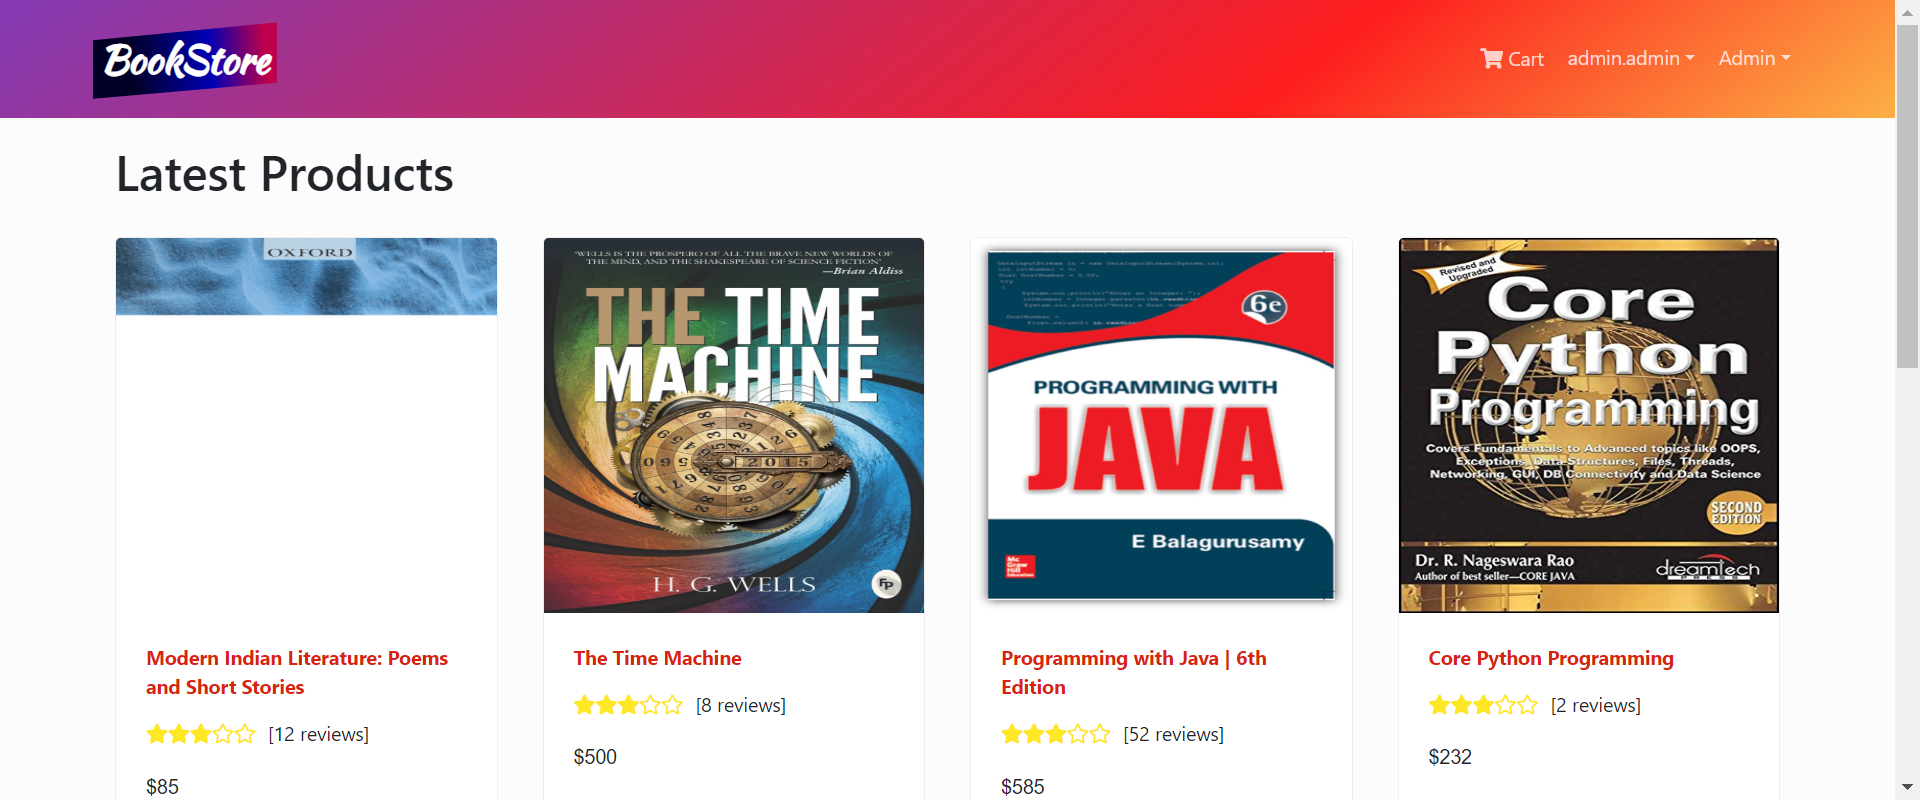 BookStore
Cart
admin.admin
Admin
Latest Products
OXFORD
"WELLS IS THE PROSPERO OF ALL THE BRAVE NEW WORLDS OF
THE MIND, AND THE SHAKESPEARE OF SCIENCE FICTION"
—Brian Aldiss
THE TIME
MACHINE
2015
H. G. WELLS
FP
6e
PROGRAMMING WITH
JAVA
E Balagurusamy
Mc
Graw
Hill
Education
Revised and
Upgraded
Core
Python
Programming
Covers Fundamentals to Advanced topics like OOPS,
Exceptions, Data Structures, Files, Threads,
Networking, GUI, DB Connectivity and Data Science
SECOND
EDITION
Dr. R. Nageswara Rao
Author of best seller—CORE JAVA
dreamtech
PRESS
Modern Indian Literature: Poems
and Short Stories
[12 reviews]
$85
The Time Machine
[8 reviews]
$500
Programming with Java | 6th
Edition
[52 reviews]
$585
Core Python Programming
[2 reviews]
$232